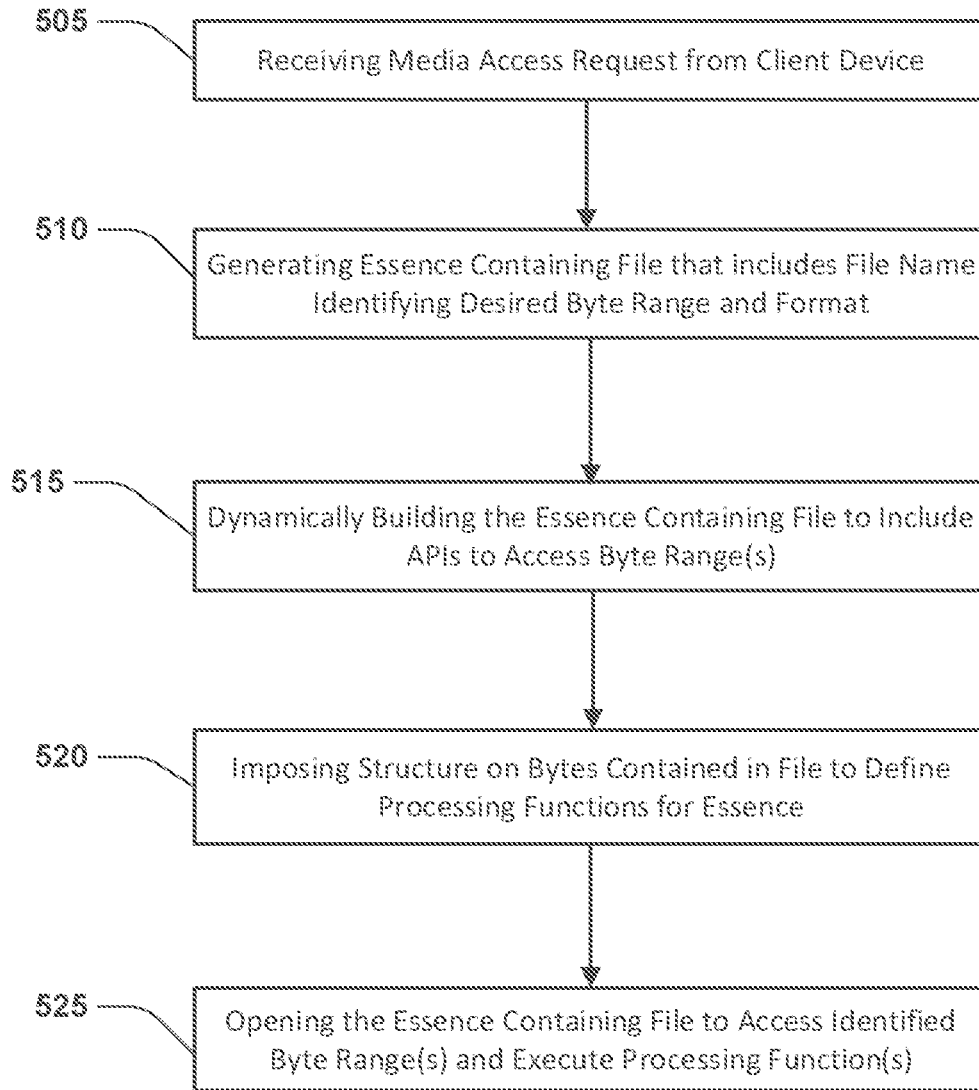 505
Receiving Media Access Request from Client Device
510
Generating Essence Containing File that includes File Name
Identifying Desired Byte Range and Format
515
Dynamically Building the Essence Containing File to Include
APIs to Access Byte Range(s)
520
Imposing Structure on Bytes Contained in File to Define
Processing Functions for Essence
525
Opening the Essence Containing File to Access Identified
Byte Range(s) and Execute Processing Function(s)